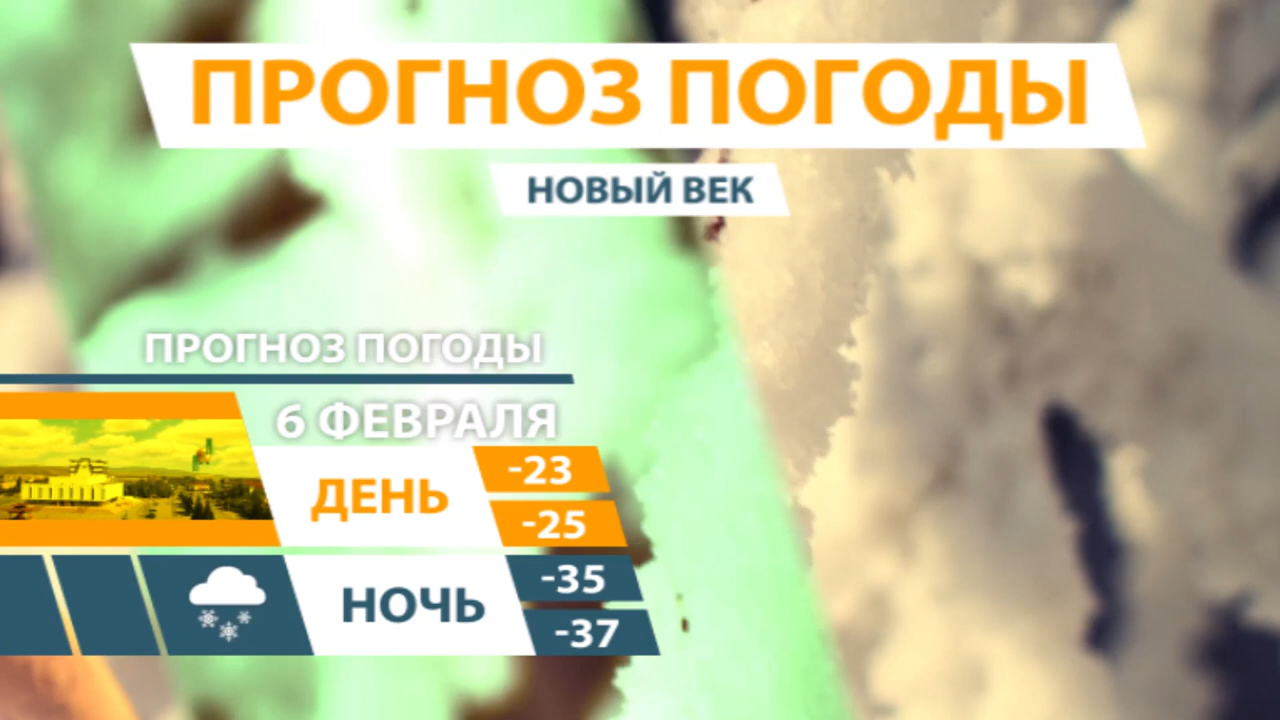 ПРОГНОЗ ПОГОДЫ
НОВЫЙ ВЕК
ПРОГНОЗ ПОГОДЫ
6 ФЕВРАЛЯ
ДЕНЬ
-23
-25
НОЧЬ
-35
-37